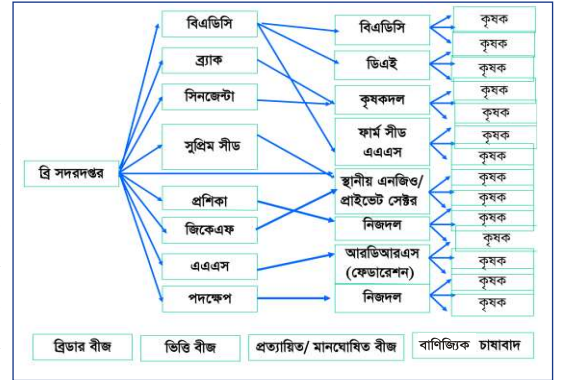 ব্রি সদরদপ্তর
বিএডিসি
ব্র্যাক
সিনজেন্টা
সুপ্রিম সীড
প্রশিকা
জিকেএফ
এএএস
পদক্ষেপ
বিএডিসি
ডিএই
কৃষকদল
ফার্ম সীড
এএএস
স্থানীয় এনজিও/
প্রাইভেট সেক্টর
নিজদল
আরডিআরএস
(ফেডারেশন)
নিজদল
কৃষক
কৃষক
কৃষক
কৃষক
কৃষক
কৃষক
কৃষক
কৃষক
কৃষক
কৃষক
কৃষক
কৃষক
কৃষক
কৃষক
ব্রিডার বীজ
ভিত্তি বীজ
প্রত্যায়িত/ মানঘোষিত বীজ
বাণিজ্যিক চাষাবাদ